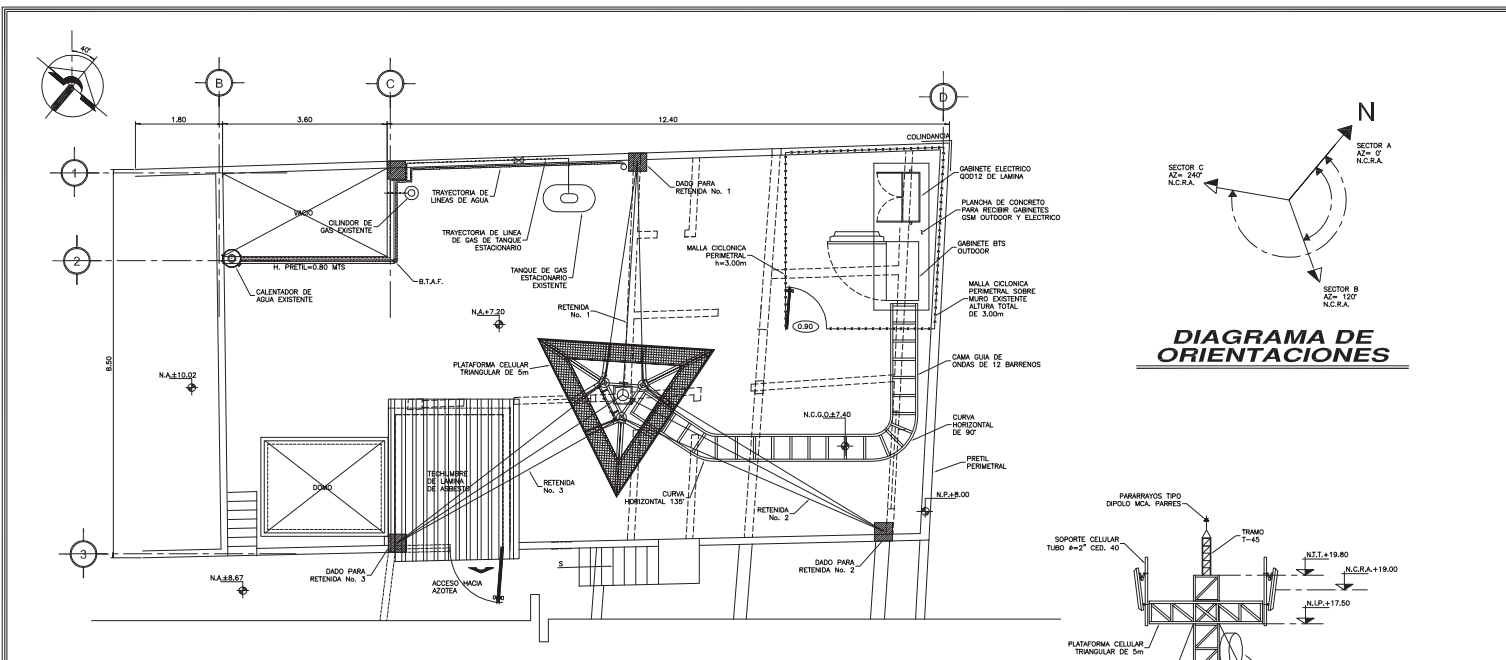 40°
B
C
D
1.80
3.60
12.40
COLINDANCIA
1
2
3
8.50
VACIO
CILINDOR DE
GAS EXISTENTE
TRAYECTORIA DE
LINEAS DE AGUA
TRAYECTORIA DE LINEA
DE GAS DE TANQUE
ESTACIONARIO
TANQUE DE GAS
ESTACIONARIO
EXISTENTE
DADO PARA
RETENIDA No. 1
H. PRETIL=0.80 MTS
B.T.A.F.
CALENTADOR DE
AGUA EXISTENTE
MALLA CICLONICA
PERIMETRAL
h=3.00m
GABINETE ELECTRICO
QOD12 DE LAMINA
PLANCHA DE CONCRETO
PARA RECIBIR GABINETES
GSM OUTDOOR Y ELECTRICO
GABINETE BTS
OUTDOOR
MALLA CICLONICA
PERIMETRAL SOBRE
MURO EXISTENTE
ALTURA TOTAL
DE 3.00m
0.90
RETENIDA
No. 1
N.A.+7.20
N.A.±10.02
PLATAFORMA CELULAR
TRIANGULAR DE 5m
CAMA GUIA DE
ONDAS DE 12 BARRENOS
N.C.G.O.±7.40
CURVA
HORIZONTAL
DE 90°
PRETIL
PERIMETRAL
DOMO
TECHUMBRE
DE LAMINA
DE ASBESTO
RETENIDA
No. 3
CURVA
HORIZONTAL 135°
RETENIDA
No. 2
N.P.+8.00
DADO PARA
RETENIDA No. 3
ACCESO HACIA
AZOTEA
S
DADO PARA
RETENIDA No. 2
N.A.±8.67
N
SECTOR A
AZ= 0°
N.C.R.A.
SECTOR C
AZ= 240°
N.C.R.A.
SECTOR B
AZ= 120°
N.C.R.A.
DIAGRAMA DE
ORIENTACIONES
PARARRAYOS TIPO
DIPOLO MCA. PARRES
SOPORTE CELULAR
TUBO ø=2" CED. 40
TRAMO
T-45
N.T.T.+19.80
N.C.R.A.+19.00
N.I.P.+17.50
PLATAFORMA CELULAR
TRIANGULAR DE 5m